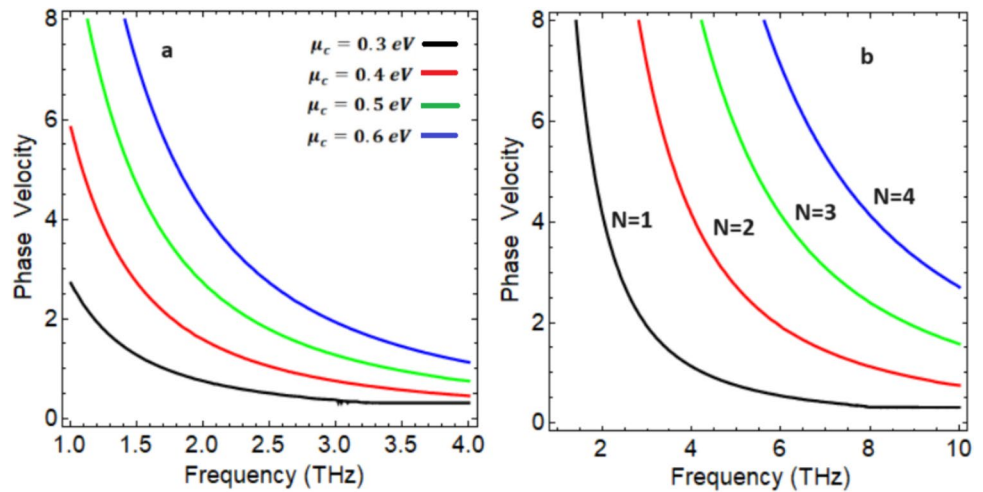 8
6
4
2
0
Phase Velocity
a
μc = 0.3 eV
μc = 0.4 eV
μc = 0.5 eV
μc = 0.6 eV
1.0 1.5 2.0 2.5 3.0 3.5 4.0
Frequency (THz)
8
6
4
2
0
Phase Velocity
b
N=1
N=2
N=3
N=4
2 4 6 8 10
Frequency (THz)